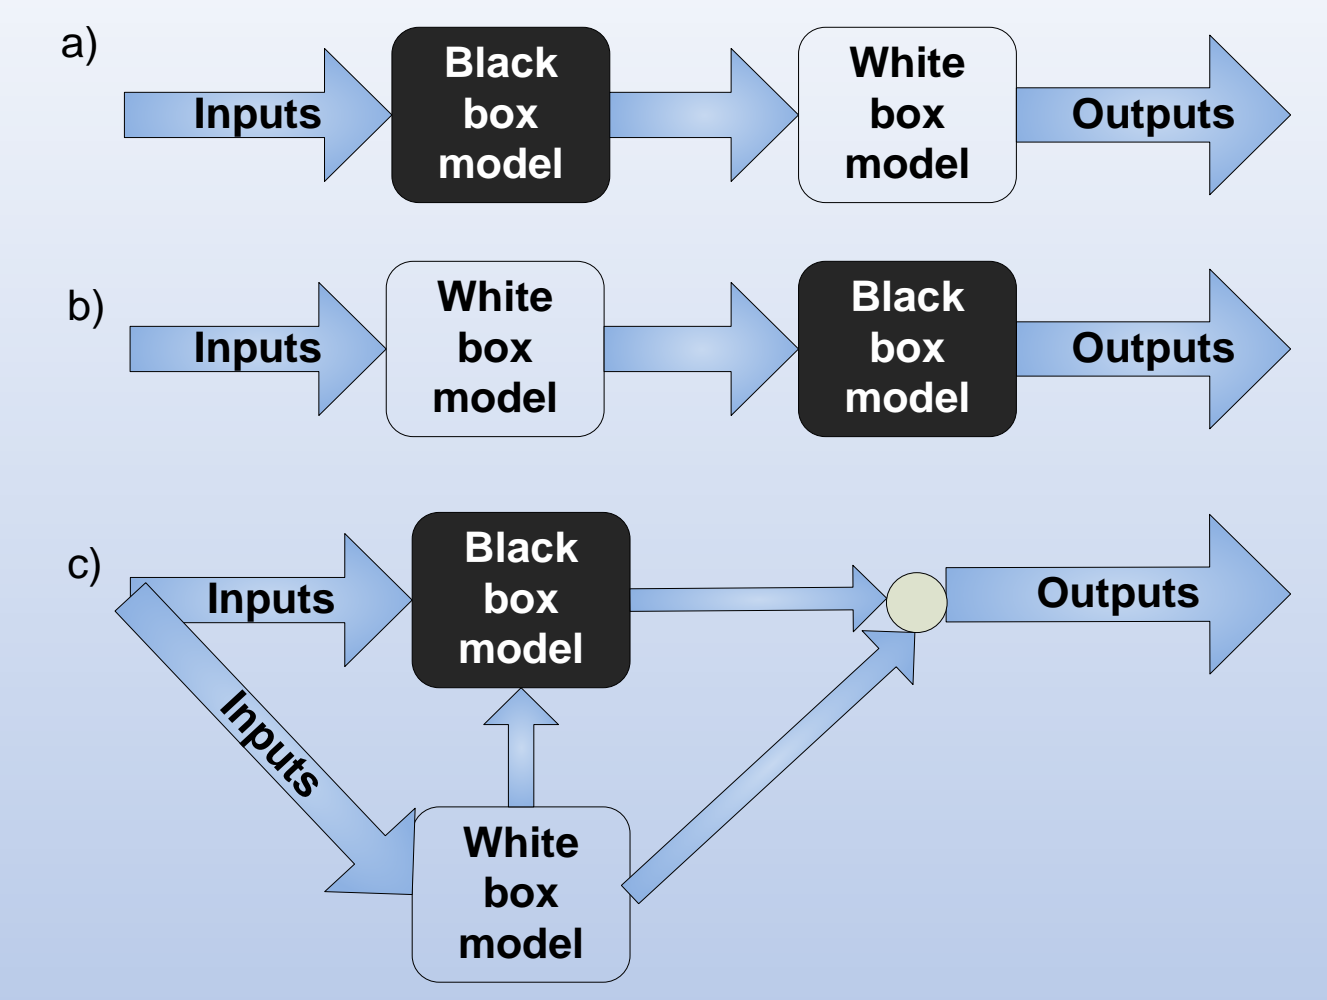 a)
Inputs
Black
box
model
White
box
model
Outputs
b)
Inputs
White
box
model
Black
box
model
Outputs
c)
Inputs
Black
box
model
Outputs
Inputs
White
box
model